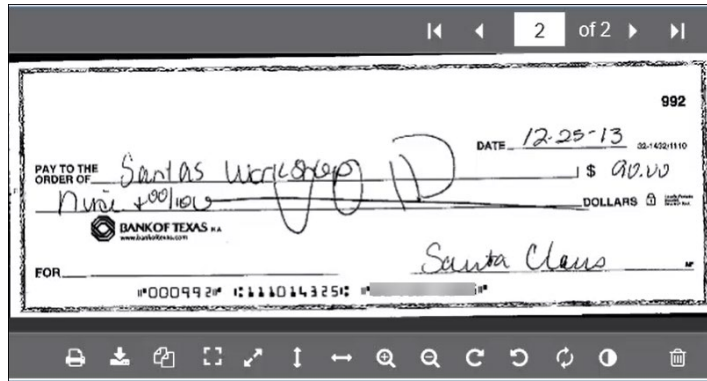 2 of 2
992
DATE 12-25-13 32-1432/1110
PAY TO THE
ORDER OF Santas Workshop $ 90.00
Nine +00/100 DOLLARS
BANK OF TEXAS N.A.
www.bankoftexas.com
Santa Claus MP
FOR
VOID
⑈000992⑈ ⑆111014325⑆ ⑈ ⑈